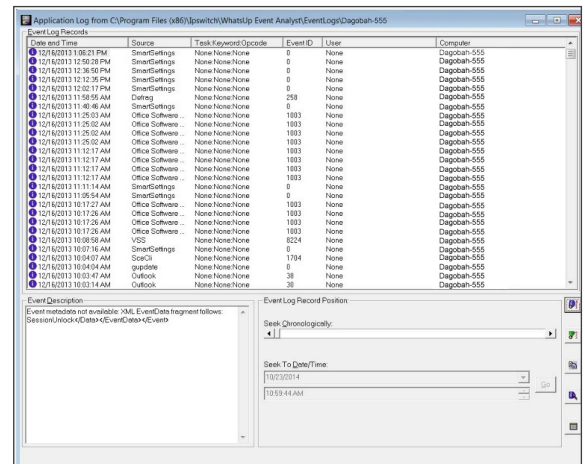 Application Log from C:\Program Files (x86)\Ipswitch\WhatsUp Event Analyst\EventLogs\Dagobah-555
Event Log Records
Date and Time Source Task:Keyword:Opcode Event ID User Computer
12/16/2013 1:06:21 PM SmartSettings None:None:None 0 None Dagobah-555
12/16/2013 12:50:28 PM SmartSettings None:None:None 0 None Dagobah-555
12/16/2013 12:36:50 PM SmartSettings None:None:None 0 None Dagobah-555
12/16/2013 12:12:35 PM SmartSettings None:None:None 0 None Dagobah-555
12/16/2013 12:02:17 PM SmartSettings None:None:None 0 None Dagobah-555
12/16/2013 11:58:55 AM Defrag None:None:None 258 None Dagobah-555
12/16/2013 11:40:46 AM SmartSettings None:None:None 0 None Dagobah-555
12/16/2013 11:25:03 AM Office Software ... None:None:None 1003 None Dagobah-555
12/16/2013 11:25:02 AM Office Software ... None:None:None 1003 None Dagobah-555
12/16/2013 11:25:02 AM Office Software ... None:None:None 1003 None Dagobah-555
12/16/2013 11:25:02 AM Office Software ... None:None:None 1003 None Dagobah-555
12/16/2013 11:12:17 AM Office Software ... None:None:None 1003 None Dagobah-555
12/16/2013 11:12:17 AM Office Software ... None:None:None 1003 None Dagobah-555
12/16/2013 11:12:17 AM Office Software ... None:None:None 1003 None Dagobah-555
12/16/2013 11:12:17 AM Office Software ... None:None:None 1003 None Dagobah-555
12/16/2013 11:11:14 AM SmartSettings None:None:None 0 None Dagobah-555
12/16/2013 11:05:54 AM SmartSettings None:None:None 0 None Dagobah-555
12/16/2013 10:17:27 AM Office Software ... None:None:None 1003 None Dagobah-555
12/16/2013 10:17:26 AM Office Software ... None:None:None 1003 None Dagobah-555
12/16/2013 10:17:26 AM Office Software ... None:None:None 1003 None Dagobah-555
12/16/2013 10:17:26 AM Office Software ... None:None:None 1003 None Dagobah-555
12/16/2013 10:08:58 AM VSS None:None:None 8224 None Dagobah-555
12/16/2013 10:07:16 AM SmartSettings None:None:None 0 None Dagobah-555
12/16/2013 10:04:07 AM SceCli None:None:None 1704 None Dagobah-555
12/16/2013 10:04:04 AM gupdate None:None:None 0 None Dagobah-555
12/16/2013 10:03:47 AM Outlook None:None:None 38 None Dagobah-555
12/16/2013 10:03:14 AM Outlook None:None:None 30 None Dagobah-555
Event Description
Event metadata not available: XML EventData fragment follows:
SessionUnlock</Data></EventData></Event>
Event Log Record Position:
Seek Chronologically:
Seek To Date/Time:
10/23/2014
Go
10:59:44 AM